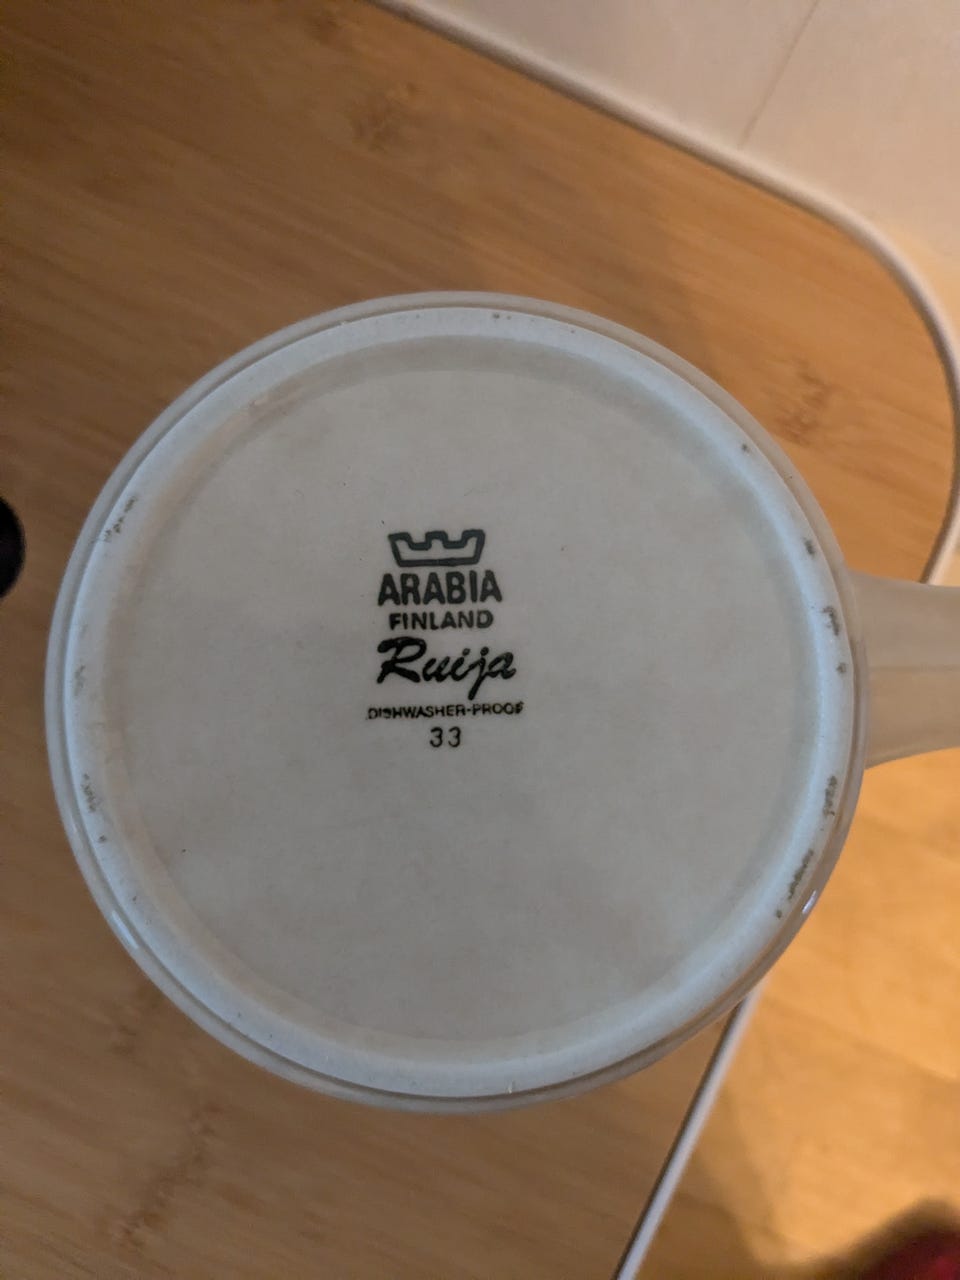 ARABIA
FINLAND
Ruija
DISHWASHER-PROOF
33